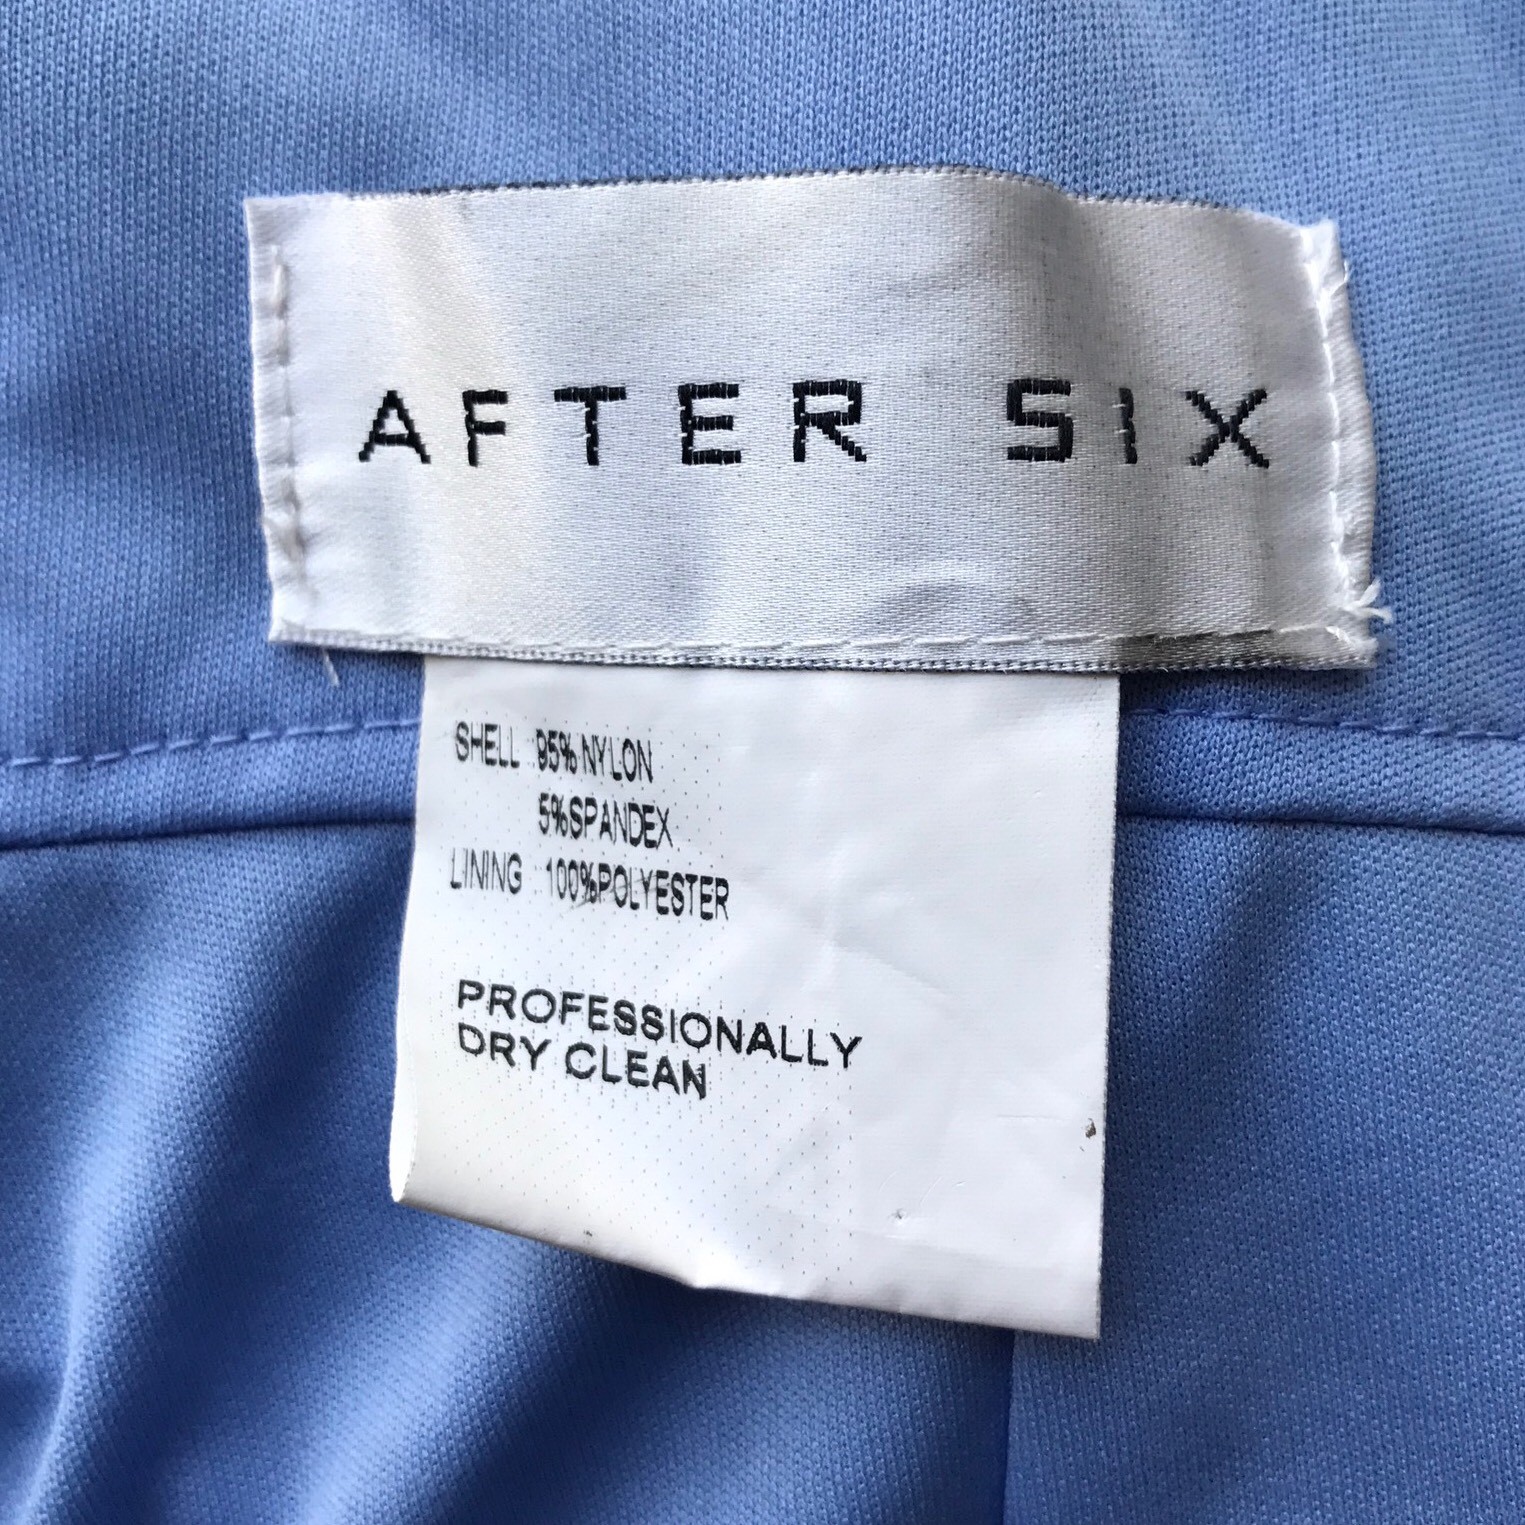 AFTER SIX
SHELL 95% NYLON
5%SPANDEX
LINING 100%POLYESTER
PROFESSIONALLY
DRY CLEAN